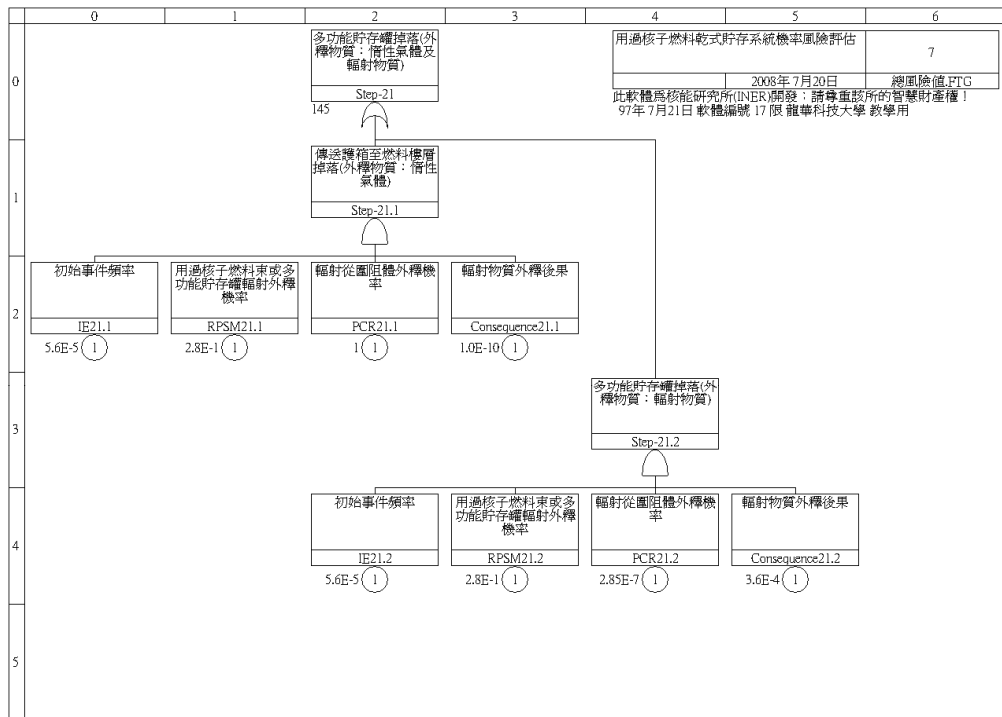 0 1 2 3 4 5 6
0
多功能貯存罐掉落(外
釋物質：惰性氣體及
輻射物質)
Step-21
145
用過核子燃料乾式貯存系統機率風險評估
7
2008年 7月20日
總風險值.FTG
此軟體為核能研究所(INER)開發；請尊重該所的智慧財產權！
97年 7月21日 軟體編號 17 限 龍華科技大學 教學用
1
傳送護箱至燃料樓層
掉落(外釋物質：惰性
氣體)
Step-21.1
2
初始事件頻率
IE21.1
5.6E-5 1
用過核子燃料束或多
功能貯存罐輻射外釋
機率
RPSM21.1
2.8E-1 1
輻射從圍阻體外釋機
率
PCR21.1
1 1
輻射物質外釋後果
Consequence21.1
1.0E-10 1
3
多功能貯存罐掉落(外
釋物質：輻射物質)
Step-21.2
4
初始事件頻率
IE21.2
5.6E-5 1
用過核子燃料束或多
功能貯存罐輻射外釋
機率
RPSM21.2
2.8E-1 1
輻射從圍阻體外釋機
率
PCR21.2
2.85E-7 1
輻射物質外釋後果
Consequence21.2
3.6E-4 1
5